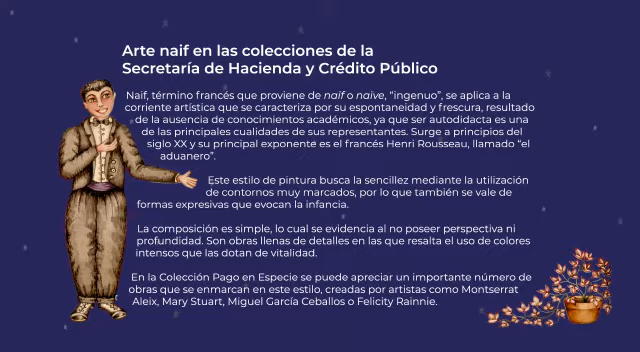 Arte naif en las colecciones de la
Secretaría de Hacienda y Crédito Público
Naif, término francés que proviene de naif o naive, “ingenuo”, se aplica a la
corriente artística que se caracteriza por su espontaneidad y frescura, resultado
de la ausencia de conocimientos académicos, ya que ser autodidacta es una
de las principales cualidades de sus representantes. Surge a principios del
siglo XX y su principal exponente es el francés Henri Rousseau, llamado “el
aduanero”.
Este estilo de pintura busca la sencillez mediante la utilización
de contornos muy marcados, por lo que también se vale de
formas expresivas que evocan la infancia.
La composición es simple, lo cual se evidencia al no poseer perspectiva ni
profundidad. Son obras llenas de detalles en las que resalta el uso de colores
intensos que las dotan de vitalidad.
En la Colección Pago en Especie se puede apreciar un importante número de
obras que se enmarcan en este estilo, creadas por artistas como Montserrat
Aleix, Mary Stuart, Miguel García Ceballos o Felicity Rainnie.